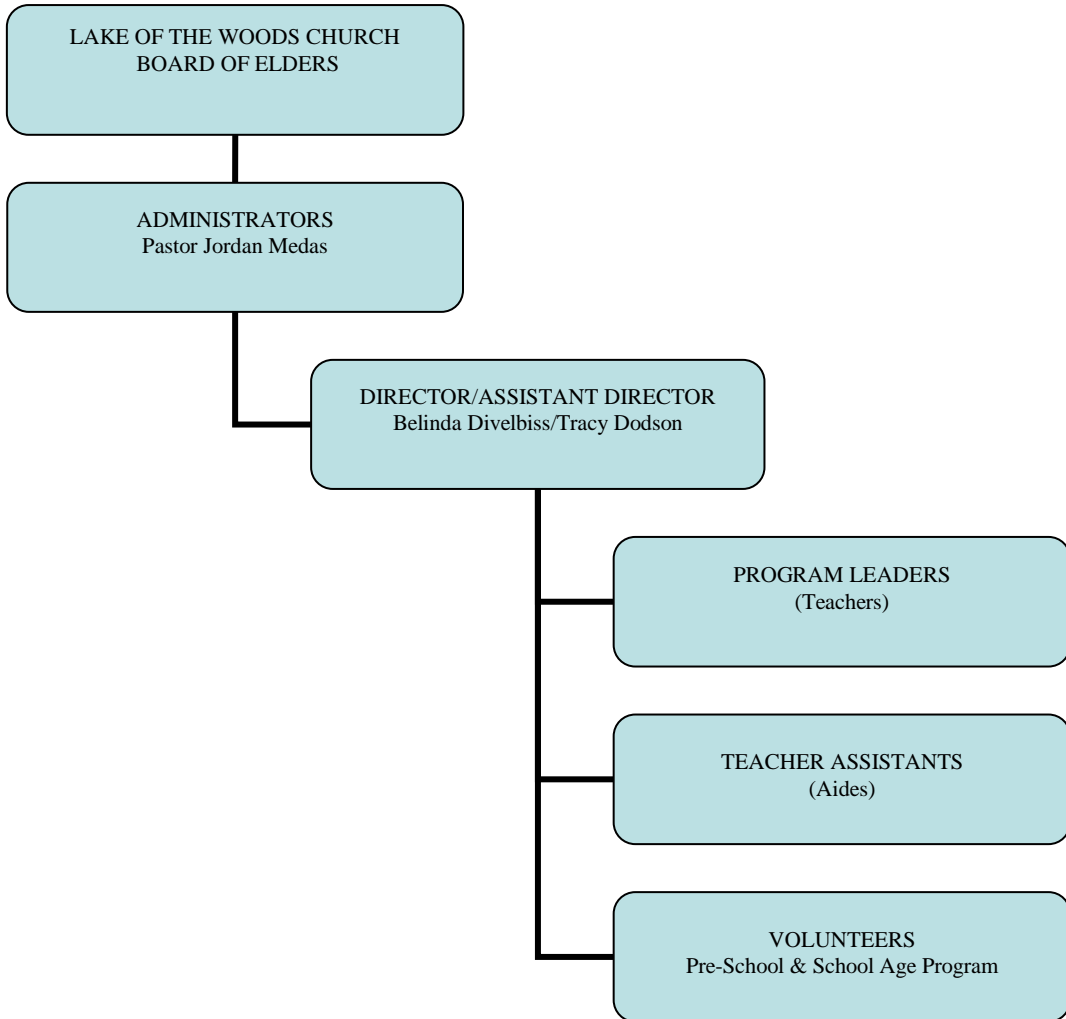 LAKE OF THE WOODS CHURCH
BOARD OF ELDERS
ADMINISTRATORS
Pastor Jordan Medas
DIRECTOR/ASSISTANT DIRECTOR
Belinda Divelbiss/Tracy Dodson
PROGRAM LEADERS
(Teachers)
TEACHER ASSISTANTS
(Aides)
VOLUNTEERS
Pre-School & School Age Program